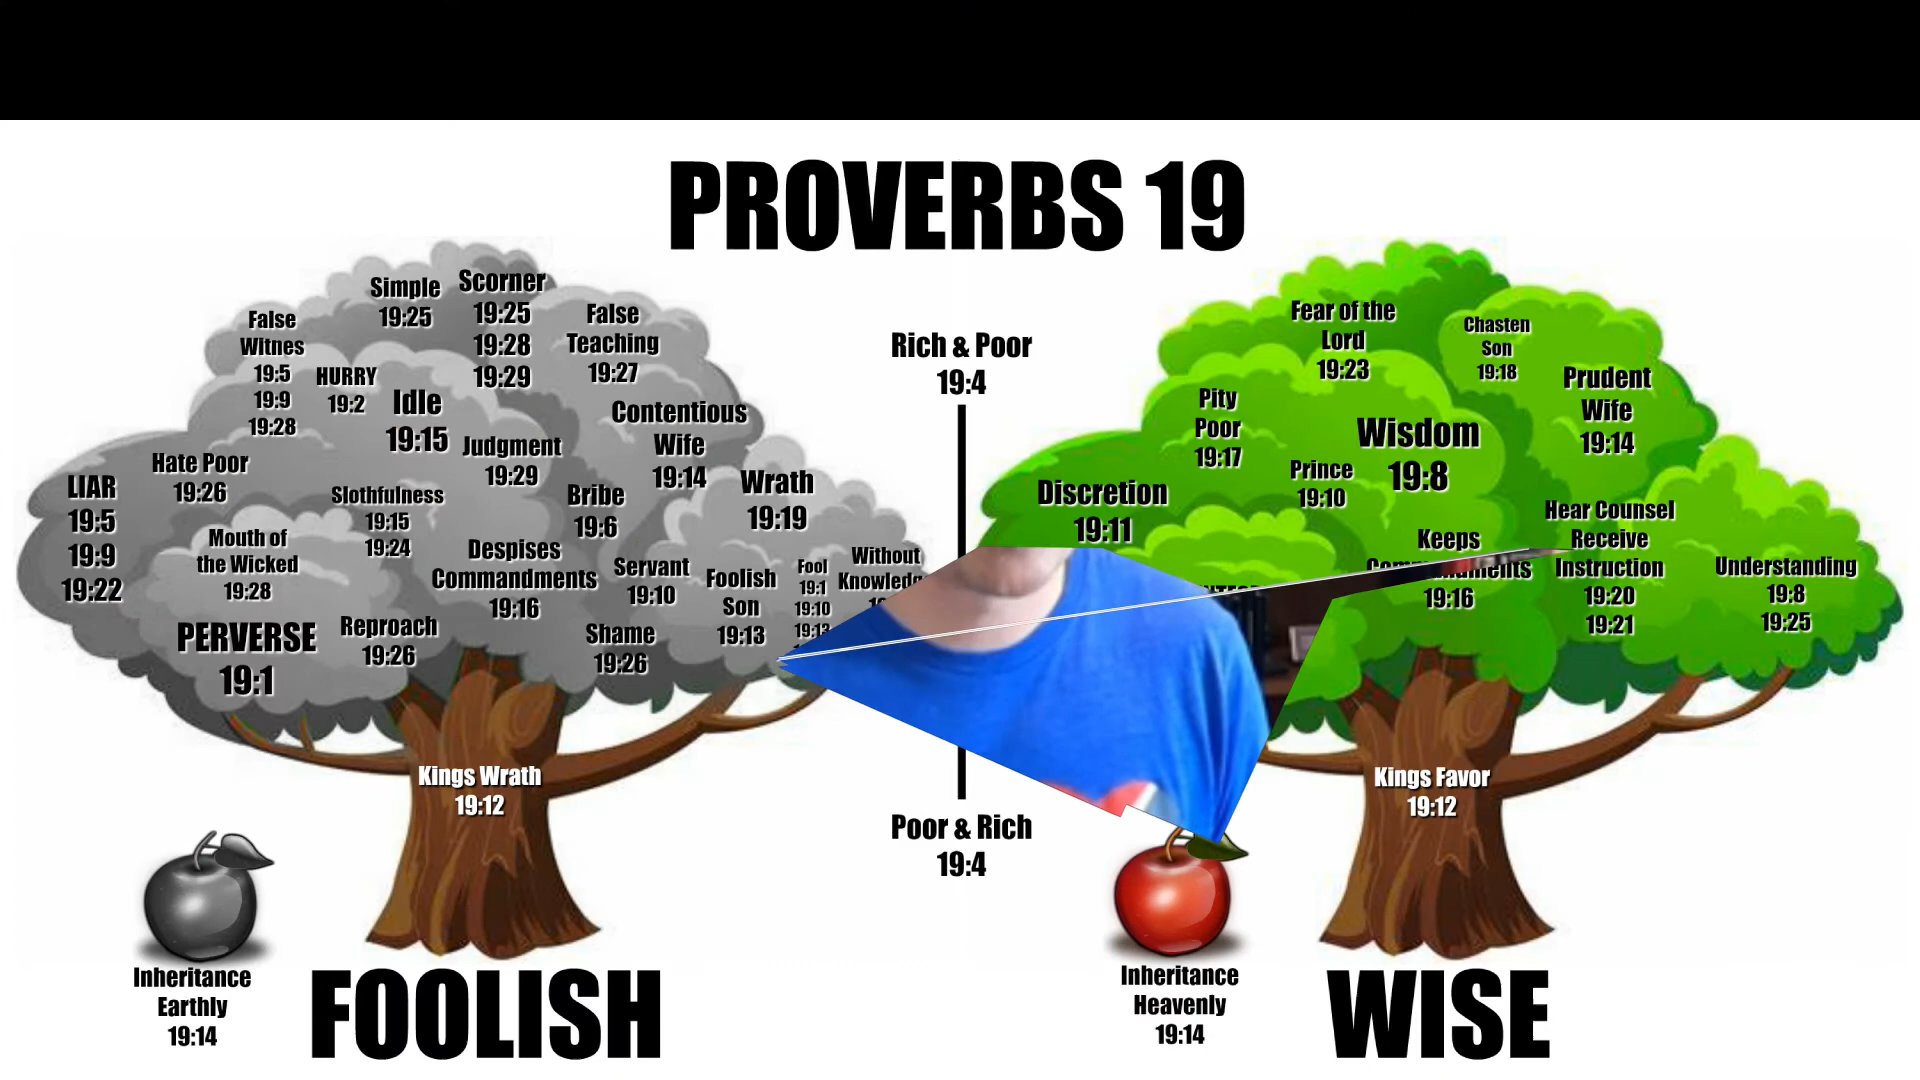 PROVERBS 19
Simple
19:25
Scorner
19:25
19:28
19:29
False
WItnes
19:5
19:9
19:28
HURRY
19:2
Idle
19:15
False
Teaching
19:27
Contentious
Wife
19:14
Judgment
19:29
Hate Poor
19:26
LIAR
19:5
19:9
19:22
Slothfulness
19:15
19:24
Bribe
19:6
Wrath
19:19
Mouth of
the Wicked
19:28
Despises
Commandments
19:16
Servant
19:10
Foolish
Son
19:13
Fool
19:1
19:10
19:13
Without
PERVERSE
19:1
Reproach
19:26
Shame
19:26
Kings Wrath
19:12
Inheritance
Earthly
19:14
FOOLISH
Rich & Poor
19:4
Poor & Rich
19:4
Fear of the
Lord
19:23
Chasten
Son
19:18
Prudent
Wife
19:14
Pity
Poor
19:17
Wisdom
19:8
Prince
19:10
Discretion
19:11
Keeps
19:16
Hear Counsel
Receive
Instruction
19:20
19:21
Understanding
19:8
19:25
Kings Favor
19:12
Inheritance
Heavenly
19:14
WISE